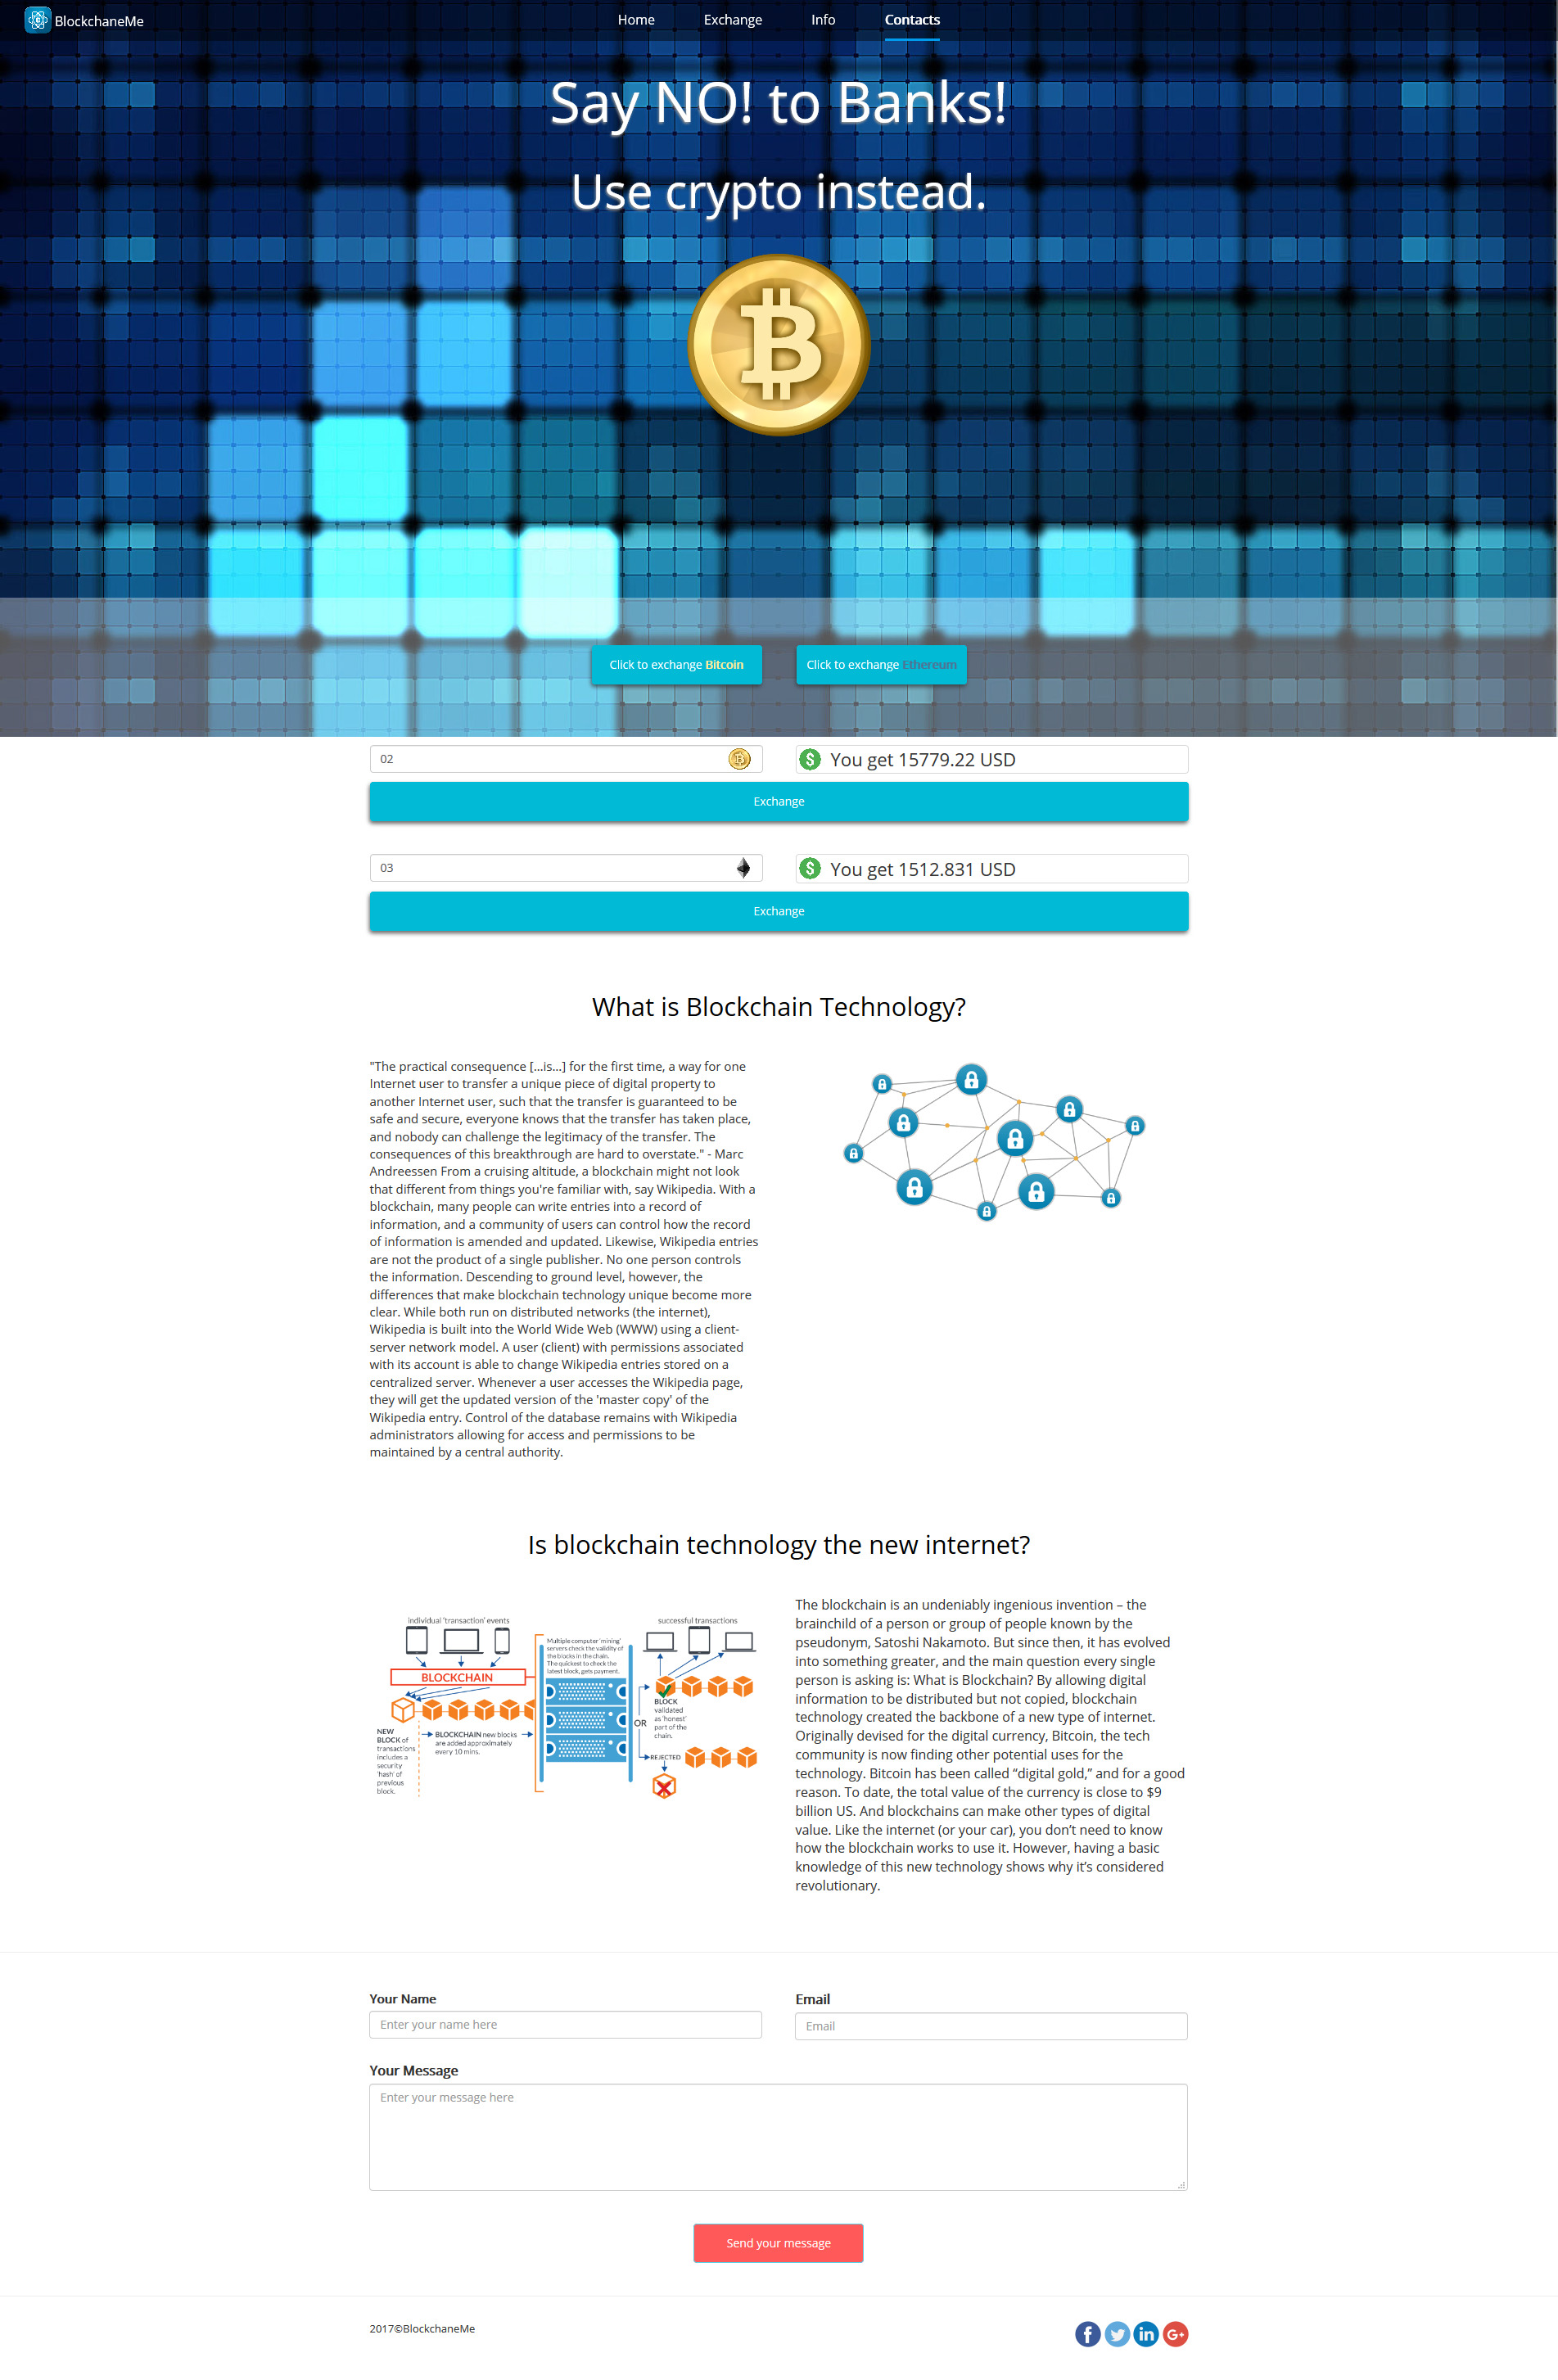 BlockchaneMe
Home
Exchange
Info
Contacts
Say NO! to Banks!
Use crypto instead.
Click to exchange Bitcoin
Click to exchange Ethereum
02
You get 15779.22 USD
Exchange
03
You get 1512.831 USD
Exchange
What is Blockchain Technology?
"The practical consequence [...is...] for the first time, a way for one
Internet user to transfer a unique piece of digital property to
another Internet user, such that the transfer is guaranteed to be
safe and secure, everyone knows that the transfer has taken place,
and nobody can challenge the legitimacy of the transfer. The
consequences of this breakthrough are hard to overstate." - Marc
Andreessen From a cruising altitude, a blockchain might not look
that different from things you're familiar with, say Wikipedia. With a
blockchain, many people can write entries into a record of
information, and a community of users can control how the record
of information is amended and updated. Likewise, Wikipedia entries
are not the product of a single publisher. No one person controls
the information. Descending to ground level, however, the
differences that make blockchain technology unique become more
clear. While both run on distributed networks (the internet),
Wikipedia is built into the World Wide Web (WWW) using a client-
server network model. A user (client) with permissions associated
with its account is able to change Wikipedia entries stored on a
centralized server. Whenever a user accesses the Wikipedia page,
they will get the updated version of the 'master copy' of the
Wikipedia entry. Control of the database remains with Wikipedia
administrators allowing for access and permissions to be
maintained by a central authority.
Is blockchain technology the new internet?
individual 'transaction' events
BLOCKCHAIN
NEW
BLOCK of
transactions
includes a
security
'hash' of
previous
block.
BLOCKCHAIN new blocks
are added approximately
every 10 mins.
Multiple computer 'mining'
servers check the validity of
the blocks in the chain.
The quickest to check the
latest block, gets payment.
successful transactions
BLOCK
validated
as 'honest'
part of the
chain.
OR
REJECTED
The blockchain is an undeniably ingenious invention – the
brainchild of a person or group of people known by the
pseudonym, Satoshi Nakamoto. But since then, it has evolved
into something greater, and the main question every single
person is asking is: What is Blockchain? By allowing digital
information to be distributed but not copied, blockchain
technology created the backbone of a new type of internet.
Originally devised for the digital currency, Bitcoin, the tech
community is now finding other potential uses for the
technology. Bitcoin has been called “digital gold,” and for a good
reason. To date, the total value of the currency is close to $9
billion US. And blockchains can make other types of digital
value. Like the internet (or your car), you don’t need to know
how the blockchain works to use it. However, having a basic
knowledge of this new technology shows why it’s considered
revolutionary.
Your Name
Enter your name here
Email
Email
Your Message
Enter your message here
Send your message
2017©BlockchaneMe